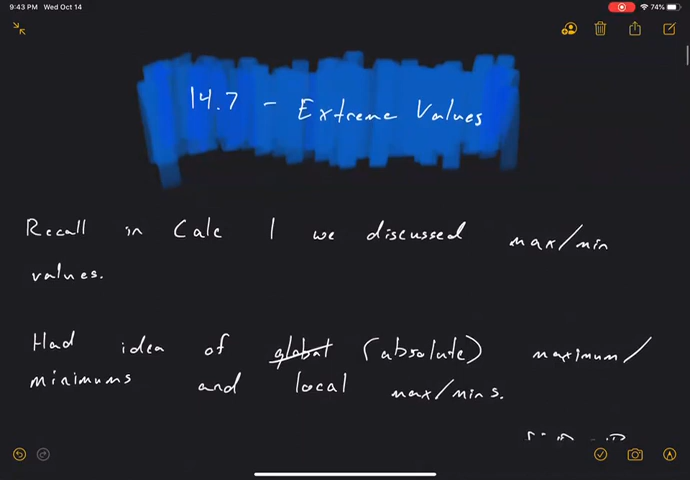 9:43 PM Wed Oct 14
74%
14.7 - Extreme Values
Recall in Calc I we discussed max/min
values.
Had idea of global (absolute) maximum/
minimums and local max/mins.